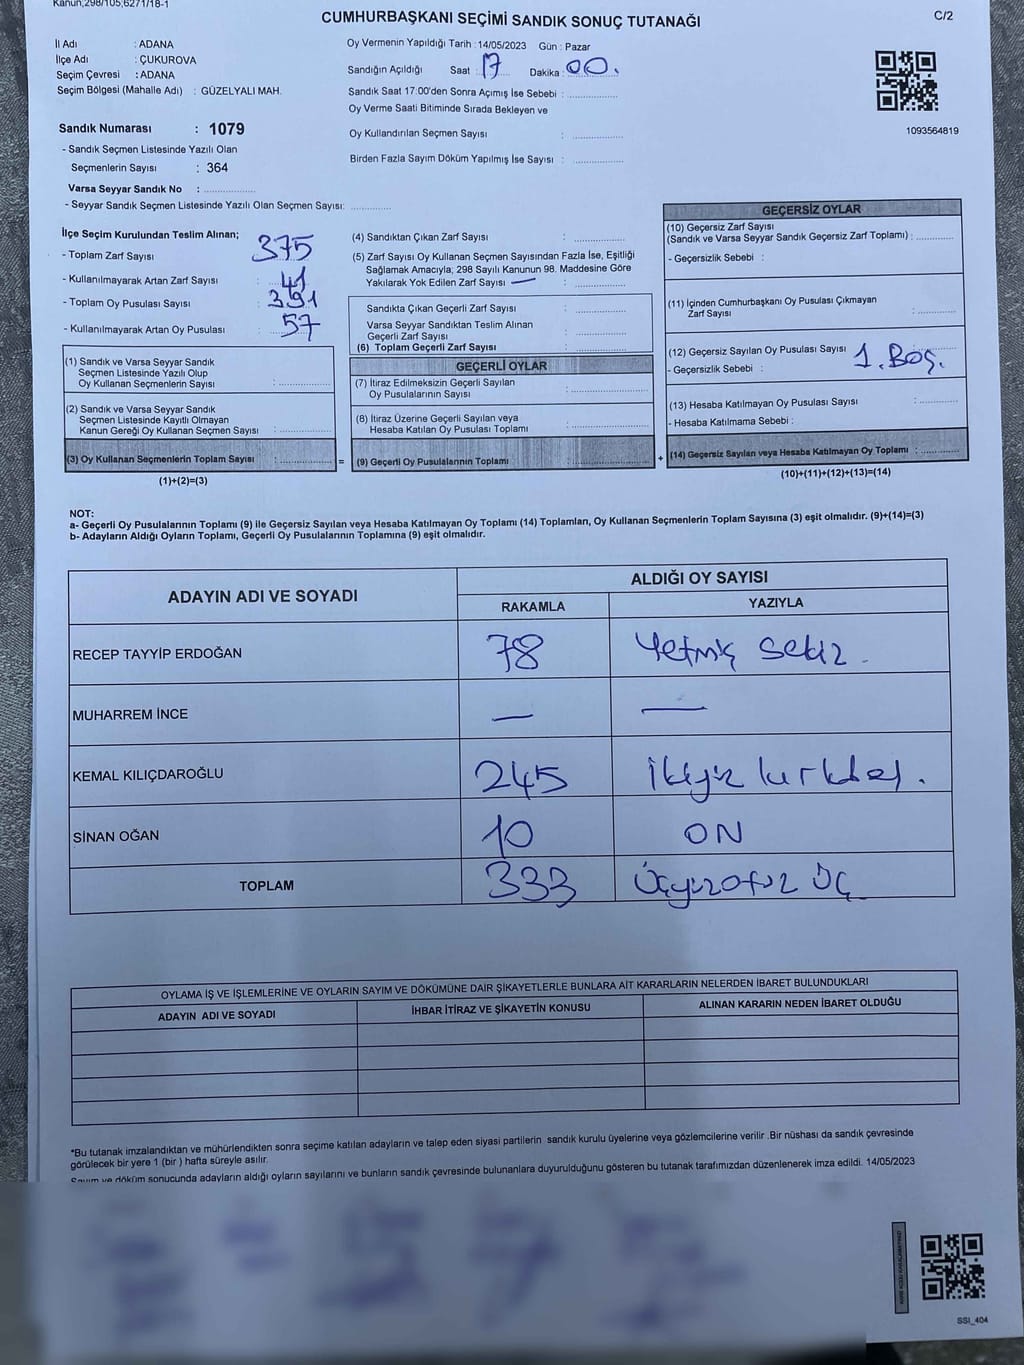 Kanun;298/105;6271/18-1
CUMHURBAŞKANI SEÇİMİ SANDIK SONUÇ TUTANAĞI
C/2
İl Adı : ADANA
İlçe Adı : ÇUKUROVA
Seçim Çevresi : ADANA
Seçim Bölgesi (Mahalle Adı) : GÜZELYALI MAH.
Oy Vermenin Yapıldığı Tarih : 14/05/2023 Gün : Pazar
Sandığın Açıldığı Saat : 17 Dakika : 00.
Sandık Saat 17:00'den Sonra Açımış İse Sebebi :
Oy Verme Saati Bitiminde Sırada Bekleyen ve
Oy Kullandırılan Seçmen Sayısı :
Birden Fazla Sayım Döküm Yapılmış İse Sayısı :
1093564819
Sandık Numarası : 1079
- Sandık Seçmen Listesinde Yazılı Olan
Seçmenlerin Sayısı : 364
Varsa Seyyar Sandık No :
- Seyyar Sandık Seçmen Listesinde Yazılı Olan Seçmen Sayısı:
İlçe Seçim Kurulundan Teslim Alınan;
- Toplam Zarf Sayısı 375
- Kullanılmayarak Artan Zarf Sayısı : 41
- Toplam Oy Pusulası Sayısı : 391
- Kullanılmayarak Artan Oy Pusulası : 57
(1) Sandık ve Varsa Seyyar Sandık
Seçmen Listesinde Yazılı Olup
Oy Kullanan Seçmenlerin Sayısı :
(2) Sandık ve Varsa Seyyar Sandık
Seçmen Listesinde Kayıtlı Olmayan
Kanun Gereği Oy Kullanan Seçmen Sayısı :
(3) Oy Kullanan Seçmenlerin Toplam Sayısı :
(1)+(2)=(3)
(4) Sandıktan Çıkan Zarf Sayısı :
(5) Zarf Sayısı Oy Kullanan Seçmen Sayısından Fazla İse, Eşitliği
Sağlamak Amacıyla; 298 Sayılı Kanunun 98. Maddesine Göre
Yakılarak Yok Edilen Zarf Sayısı — :
Sandıkta Çıkan Geçerli Zarf Sayısı :
Varsa Seyyar Sandıktan Teslim Alınan
Geçerli Zarf Sayısı :
(6) Toplam Geçerli Zarf Sayısı :
GEÇERLİ OYLAR
(7) İtiraz Edilmeksizin Geçerli Sayılan
Oy Pusulalarının Sayısı :
(8) İtiraz Üzerine Geçerli Sayılan veya
Hesaba Katılan Oy Pusulası Toplamı :
= (9) Geçerli Oy Pusulalarının Toplamı :
GEÇERSİZ OYLAR
(10) Geçersiz Zarf Sayısı
(Sandık ve Varsa Seyyar Sandık Geçersiz Zarf Toplamı) :
- Geçersizlik Sebebi :
(11) İçinden Cumhurbaşkanı Oy Pusulası Çıkmayan
Zarf Sayısı :
(12) Geçersiz Sayılan Oy Pusulası Sayısı 1. Boş.
- Geçersizlik Sebebi :
(13) Hesaba Katılmayan Oy Pusulası Sayısı :
- Hesaba Katılmama Sebebi :
+ (14) Geçersiz Sayılan veya Hesaba Katılmayan Oy Toplamı :
(10)+(11)+(12)+(13)=(14)
NOT:
a- Geçerli Oy Pusulalarının Toplamı (9) ile Geçersiz Sayılan veya Hesaba Katılmayan Oy Toplamı (14) Toplamları, Oy Kullanan Seçmenlerin Toplam Sayısına (3) eşit olmalıdır. (9)+(14)=(3)
b- Adayların Aldığı Oyların Toplamı, Geçerli Oy Pusulalarının Toplamına (9) eşit olmalıdır.
ADAYIN ADI VE SOYADI
ALDIĞI OY SAYISI
RAKAMLA YAZIYLA
RECEP TAYYİP ERDOĞAN 78 Yetmiş sekiz.
MUHARREM İNCE — —
KEMAL KILIÇDAROĞLU 245 İkiyüz kırkbeş.
SİNAN OĞAN 10 ON
TOPLAM 333 Üçyüzotuz üç
OYLAMA İŞ VE İŞLEMLERİNE VE OYLARIN SAYIM VE DÖKÜMÜNE DAİR ŞİKAYETLERLE BUNLARA AİT KARARLARIN NELERDEN İBARET BULUNDUKLARI
ADAYIN ADI VE SOYADI İHBAR İTİRAZ VE ŞİKAYETİN KONUSU ALINAN KARARIN NEDEN İBARET OLDUĞU
*Bu tutanak imzalandıktan ve mühürlendikten sonra seçime katılan adayların ve talep eden siyasi partilerin sandık kurulu üyelerine veya gözlemcilerine verilir .Bir nüshası da sandık çevresinde
görülecek bir yere 1 (bir ) hafta süreyle asılır.
Sayım ve döküm sonucunda adayların aldığı oyların sayılarını ve bunların sandık çevresinde bulunanlara duyurulduğunu gösteren bu tutanak tarafımızdan düzenlenerek imza edildi. 14/05/2023
SSI_404